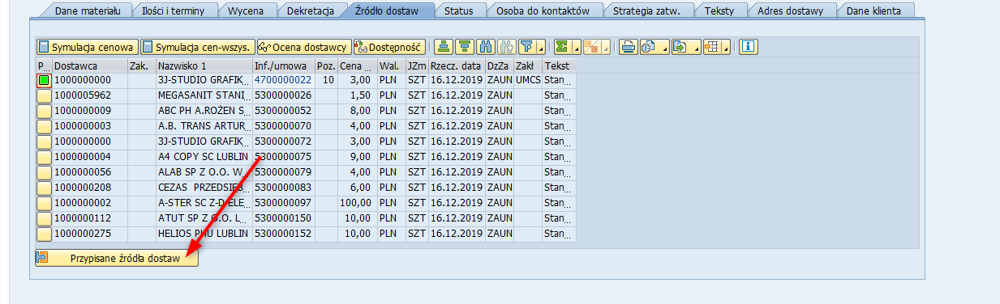 Dane materiału Ilości i terminy Wycena Dekretacja Źródło dostaw Status Osoba do kontaktów Strategia zatw. Teksty Adres dostawy Dane klienta
Symulacja cenowa Symulacja cen-wszys. Ocena dostawcy Dostępność
P... Dostawca Zak. Nazwisko 1 Inf./umowa Poz. Cena ... Wal. JZm Rzecz. data DzZa Zakł Tekst
1000000000 3J-STUDIO GRAFIK... 4700000022 10 3,00 PLN SZT 16.12.2019 ZAUN UMCS Stan...
1000005962 MEGASANIT STANI... 5300000026 1,50 PLN SZT 16.12.2019 ZAUN Stan...
1000000009 ABC PH A.ROŻEN S... 5300000052 8,00 PLN SZT 16.12.2019 ZAUN Stan...
1000000003 A.B. TRANS ARTUR... 5300000070 4,00 PLN SZT 16.12.2019 ZAUN Stan...
1000000000 3J-STUDIO GRAFIK... 5300000072 3,00 PLN SZT 16.12.2019 ZAUN Stan...
1000000004 A4 COPY SC LUBLIN 5300000075 9,00 PLN SZT 16.12.2019 ZAUN Stan...
1000000056 ALAB SP Z O.O. W... 5300000079 4,00 PLN SZT 16.12.2019 ZAUN Stan...
1000000208 CEZAS PRZEDSIĘB... 5300000083 6,00 PLN SZT 16.12.2019 ZAUN Stan...
1000000002 A-STER SC Z-D ELE... 5300000097 100,00 PLN SZT 16.12.2019 ZAUN Stan...
1000000112 ATUT SP Z O.O. L... 5300000150 10,00 PLN SZT 16.12.2019 ZAUN Stan...
1000000275 HELIOS PHU LUBLIN 5300000152 10,00 PLN SZT 16.12.2019 ZAUN Stan...
Przypisane źródła dostaw